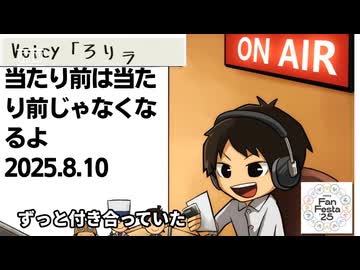 Voicy「ろりラ
ON AIR
当たり前は当た
り前じゃなくな
るよ
2025.8.10
ずっと付き合っていた
Fan
Festa
'25